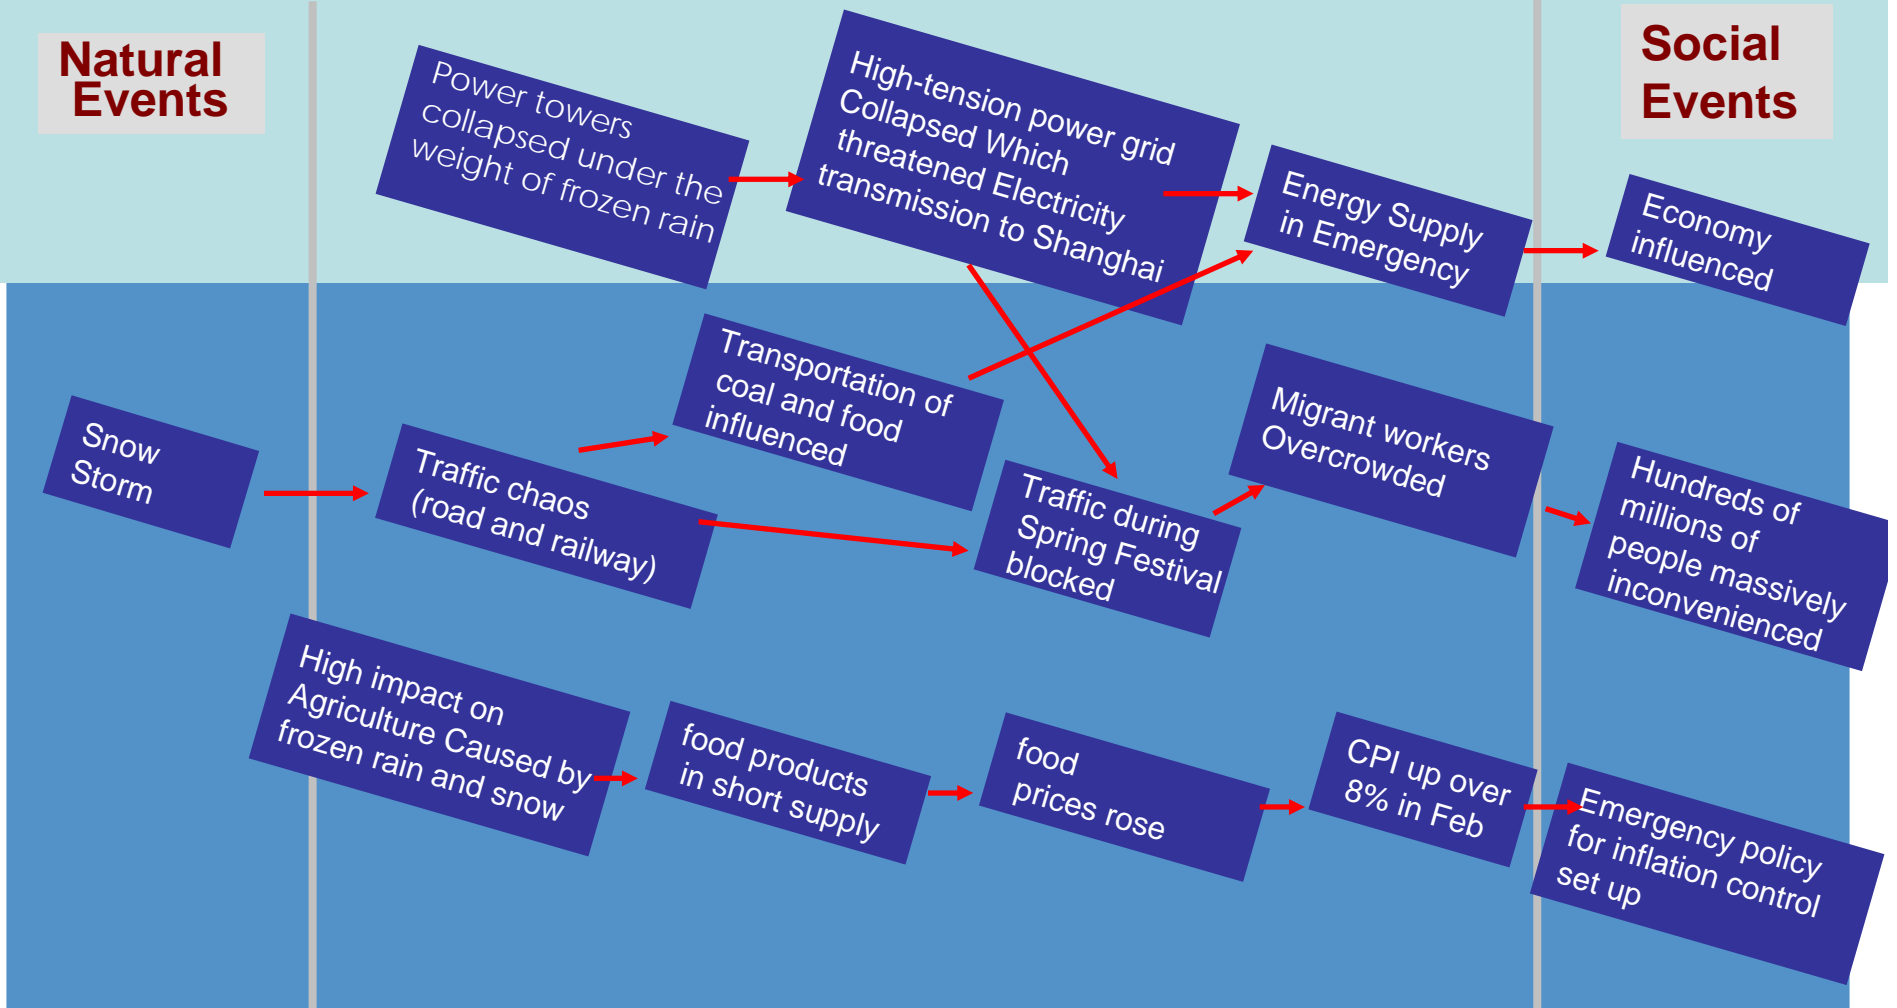 Natural
Events
Social
Events
Power towers
collapsed under the
weight of frozen rain
High-tension power grid
Collapsed Which
threatened Electricity
transmission to Shanghai
Energy Supply
in Emergency
Economy
influenced
Snow
Storm
Traffic chaos
(road and railway)
Transportation of
coal and food
influenced
Traffic during
Spring Festival
blocked
Migrant workers
Overcrowded
Hundreds of
millions of
people massively
inconvenienced
High impact on
Agriculture Caused by
frozen rain and snow
food products
in short supply
food
prices rose
CPI up over
8% in Feb
Emergency policy
for inflation control
set up